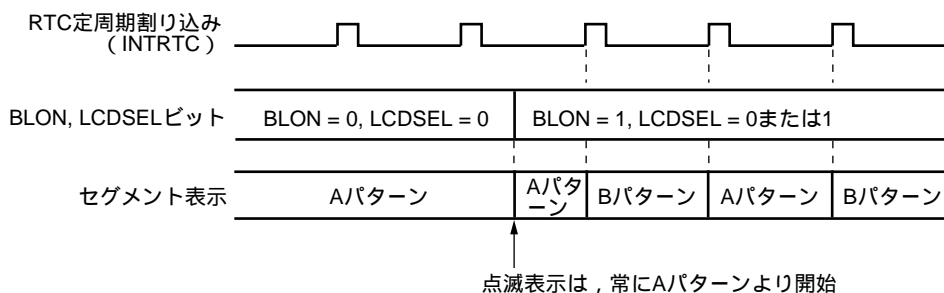 RTC定周期割り込み
（INTRTC）
BLON, LCDSELビット
BLON = 0, LCDSEL = 0
BLON = 1, LCDSEL = 0または1
セグメント表示
Aパターン
Aパタ
ーン
Bパターン
Aパターン
Bパターン
点滅表示は，常にAパターンより開始